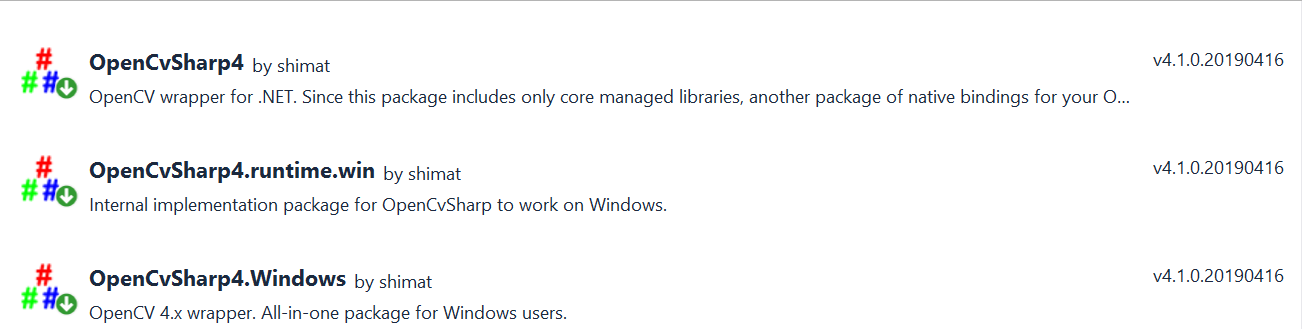 OpenCvSharp4 by shimat v4.1.0.20190416
OpenCV wrapper for .NET. Since this package includes only core managed libraries, another package of native bindings for your O...
OpenCvSharp4.runtime.win by shimat v4.1.0.20190416
Internal implementation package for OpenCvSharp to work on Windows.
OpenCvSharp4.Windows by shimat v4.1.0.20190416
OpenCV 4.x wrapper. All-in-one package for Windows users.